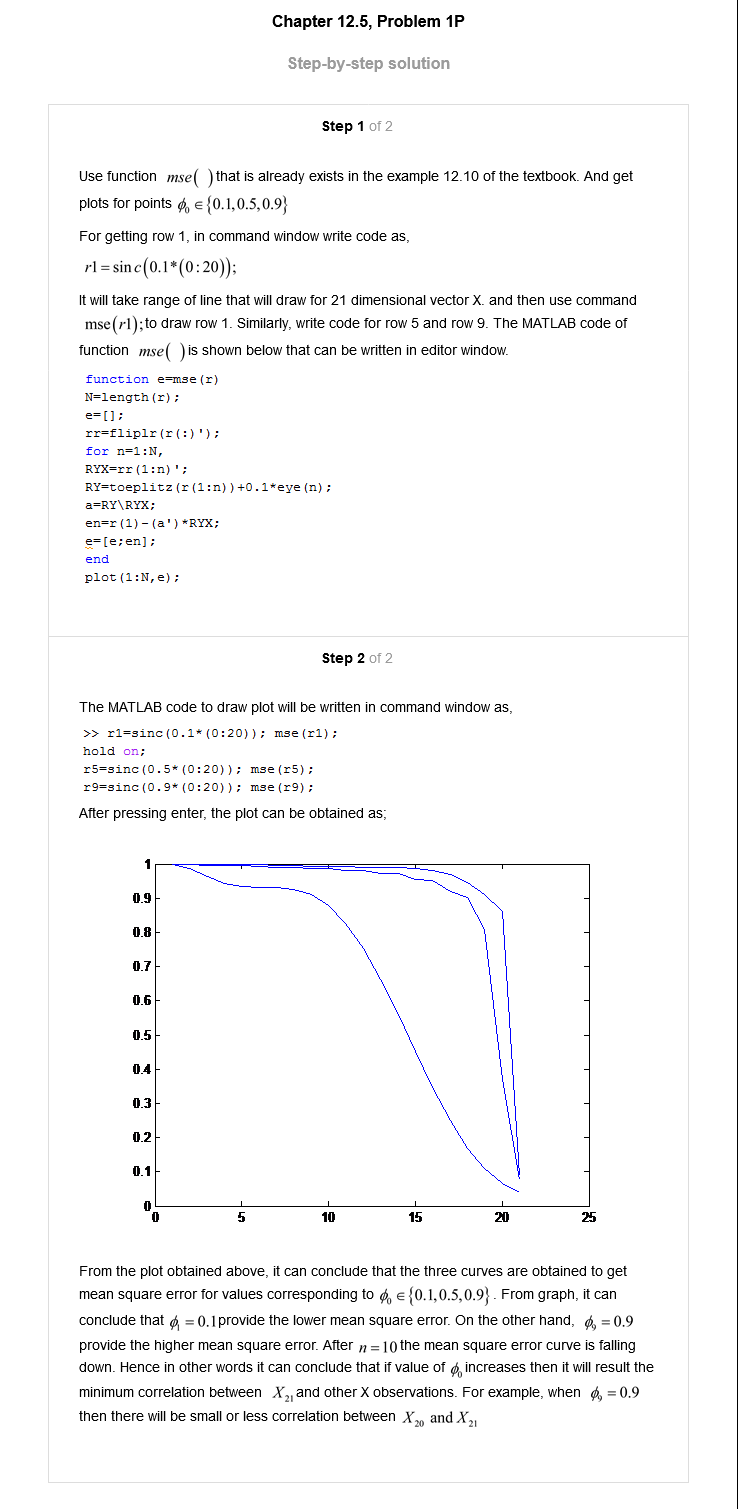 Chapter 12.5, Problem 1P
Step-by-step solution
Step 1 of 2
Use function mse( ) that is already exists in the example 12.10 of the textbook. And get
plots for points ϕ₀ ∈ {0.1,0.5,0.9}
For getting row 1, in command window write code as,
r1 = sin c(0.1*(0:20));
It will take range of line that will draw for 21 dimensional vector X. and then use command
mse(r1); to draw row 1. Similarly, write code for row 5 and row 9. The MATLAB code of
function mse( ) is shown below that can be written in editor window.
function e=mse(r)
N=length(r);
e=[];
rr=fliplr(r(:)');
for n=1:N,
RYX=rr(1:n)';
RY=toeplitz(r(1:n))+0.1*eye(n);
a=RY\RYX;
en=r(1)-(a')*RYX;
e=[e;en];
end
plot(1:N,e);
Step 2 of 2
The MATLAB code to draw plot will be written in command window as,
>> r1=sinc(0.1*(0:20)); mse(r1);
hold on;
r5=sinc(0.5*(0:20)); mse(r5);
r9=sinc(0.9*(0:20)); mse(r9);
After pressing enter, the plot can be obtained as;
1
0.9
0.8
0.7
0.6
0.5
0.4
0.3
0.2
0.1
0
0 5 10 15 20 25
From the plot obtained above, it can conclude that the three curves are obtained to get
mean square error for values corresponding to ϕ₀ ∈ {0.1,0.5,0.9}. From graph, it can
conclude that ϕ₁ = 0.1 provide the lower mean square error. On the other hand, ϕ₉ = 0.9
provide the higher mean square error. After n = 10 the mean square error curve is falling
down. Hence in other words it can conclude that if value of ϕ₀ increases then it will result the
minimum correlation between X₂₁ and other X observations. For example, when ϕ₉ = 0.9
then there will be small or less correlation between X₂₀ and X₂₁